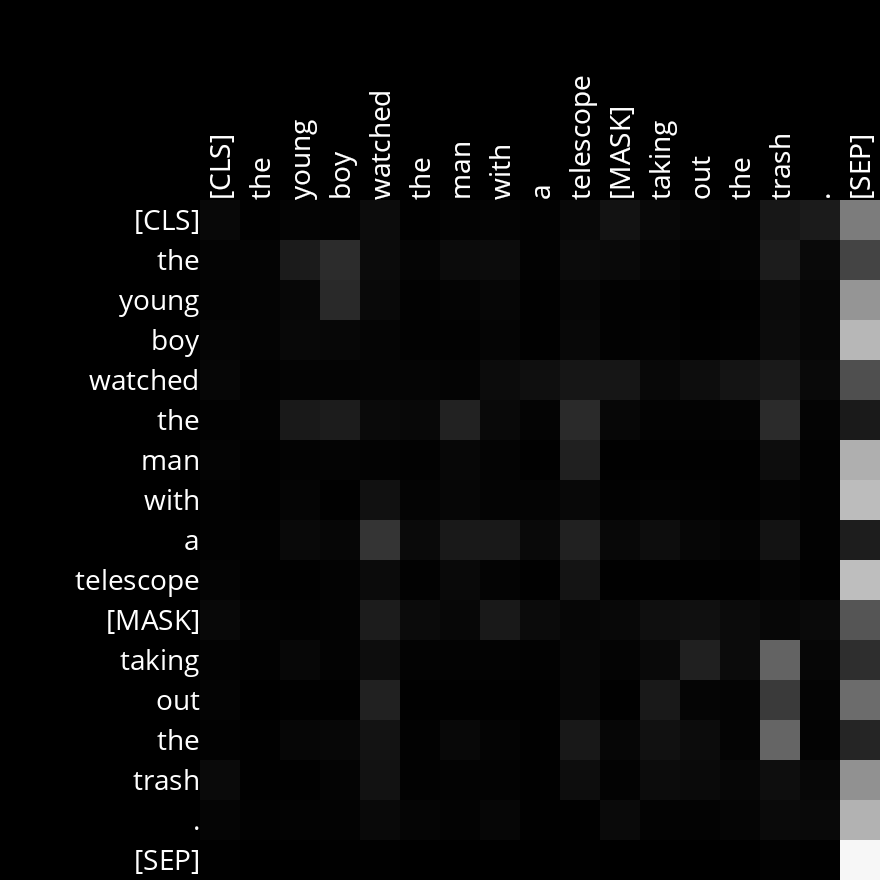 [CLS] the young boy watched the man with a telescope [MASK] taking out the trash . [SEP]
[CLS]
the
young
boy
watched
the
man
with
a
telescope
[MASK]
taking
out
the
trash
.
[SEP]